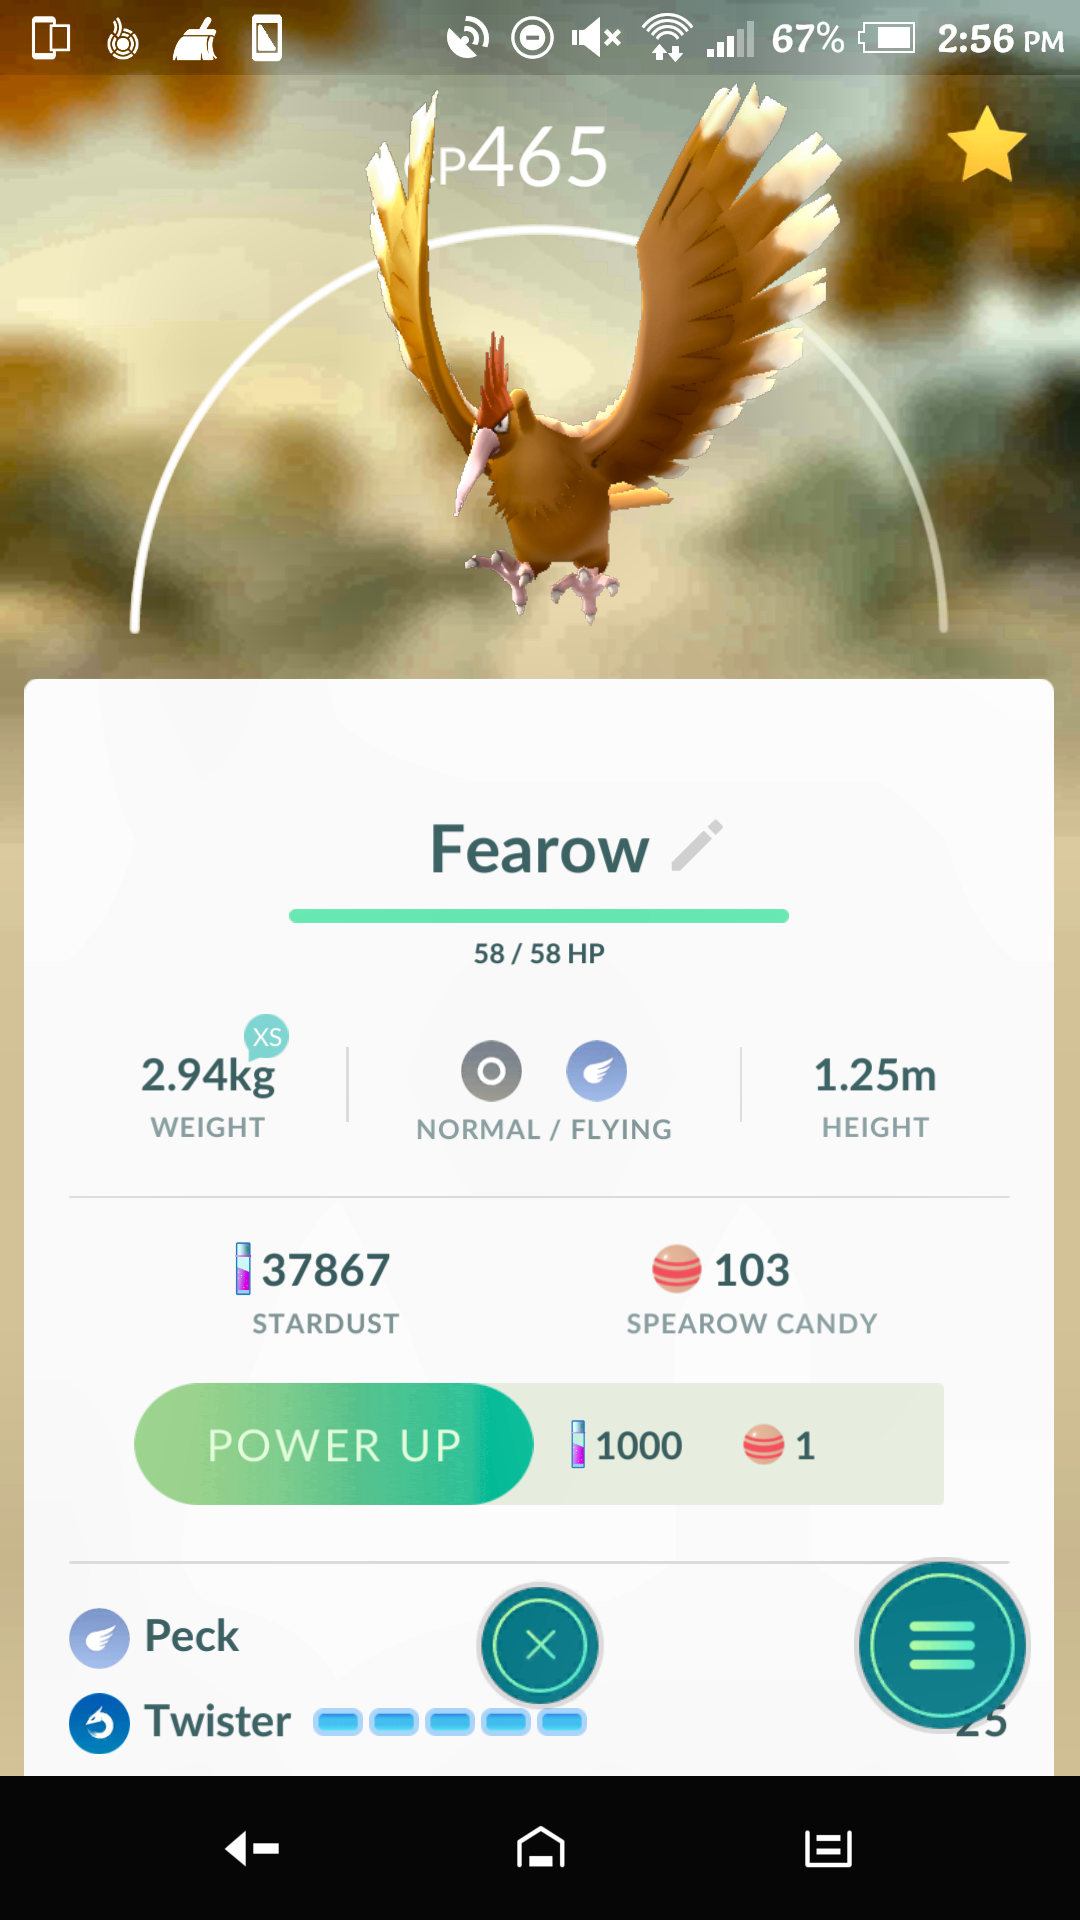 67% 2:56 PM
CP465
Fearow
58 / 58 HP
XS
2.94kg
WEIGHT
NORMAL / FLYING
1.25m
HEIGHT
37867
STARDUST
103
SPEAROW CANDY
POWER UP
1000
1
Peck
Twister
25